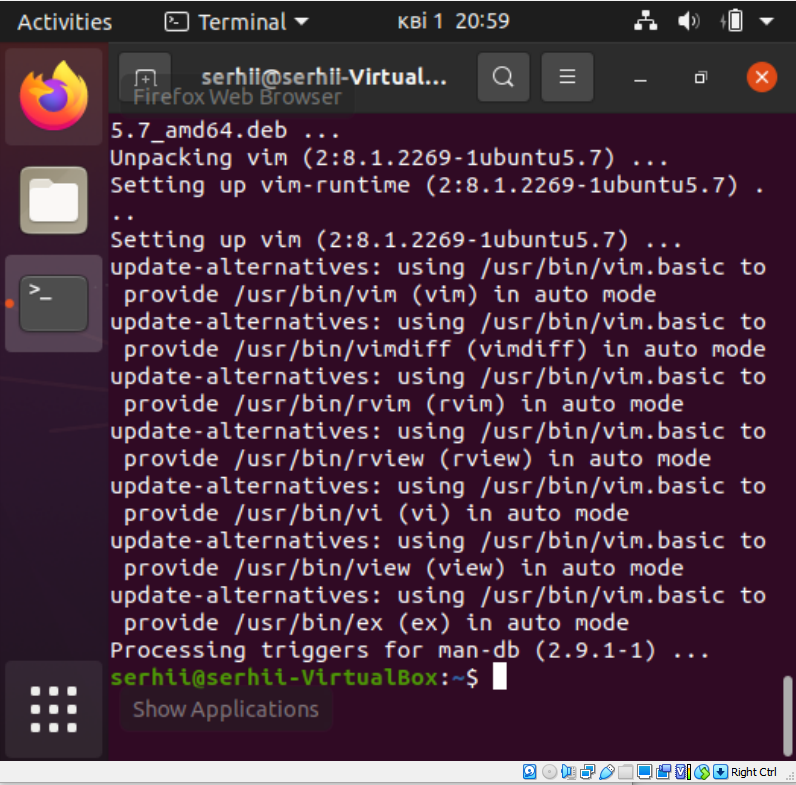 Activities
Terminal
кві 1 20:59
serhii@serhii-Virtual...
Firefox Web Browser
5.7_amd64.deb ...
Unpacking vim (2:8.1.2269-1ubuntu5.7) ...
Setting up vim-runtime (2:8.1.2269-1ubuntu5.7) .
..
Setting up vim (2:8.1.2269-1ubuntu5.7) ...
update-alternatives: using /usr/bin/vim.basic to
provide /usr/bin/vim (vim) in auto mode
update-alternatives: using /usr/bin/vim.basic to
provide /usr/bin/vimdiff (vimdiff) in auto mode
update-alternatives: using /usr/bin/vim.basic to
provide /usr/bin/rvim (rvim) in auto mode
update-alternatives: using /usr/bin/vim.basic to
provide /usr/bin/rview (rview) in auto mode
update-alternatives: using /usr/bin/vim.basic to
provide /usr/bin/vi (vi) in auto mode
update-alternatives: using /usr/bin/vim.basic to
provide /usr/bin/view (view) in auto mode
update-alternatives: using /usr/bin/vim.basic to
provide /usr/bin/ex (ex) in auto mode
Processing triggers for man-db (2.9.1-1) ...
serhii@serhii-VirtualBox:~$
Show Applications
Right Ctrl